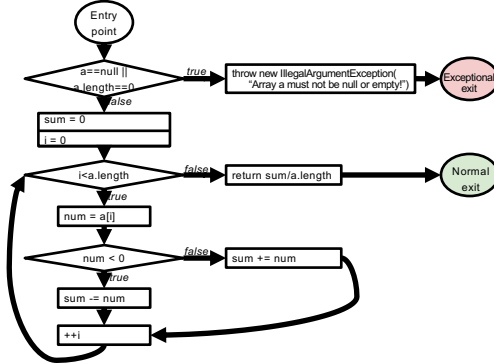 Entry
point
a==null ||
a.length==0
true
throw new IllegalArgumentException(
"Array a must not be null or empty!")
Exceptional
exit
false
sum = 0
i = 0
i<a.length
false
return sum/a.length
Normal
exit
true
num = a[i]
num < 0
false
sum += num
true
sum -= num
++i